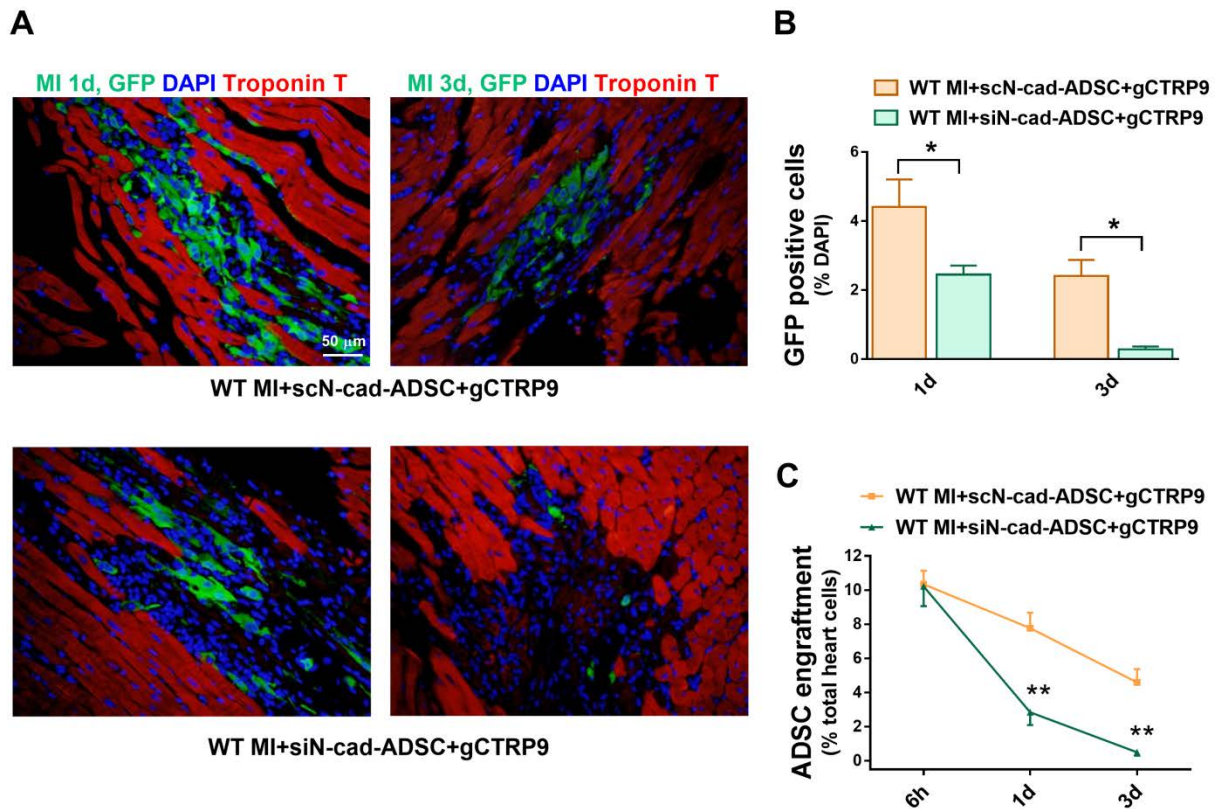 A
MI 1d, GFP DAPI Troponin T
MI 3d, GFP DAPI Troponin T
50 μm
WT MI+scN-cad-ADSC+gCTRP9
WT MI+siN-cad-ADSC+gCTRP9
B
WT MI+scN-cad-ADSC+gCTRP9
WT MI+siN-cad-ADSC+gCTRP9
GFP positive cells
(% DAPI)
6
4
2
0
*
*
1d
3d
C
WT MI+scN-cad-ADSC+gCTRP9
WT MI+siN-cad-ADSC+gCTRP9
ADSC engraftment
(% total heart cells)
12
10
8
6
4
2
0
**
**
6h
1d
3d